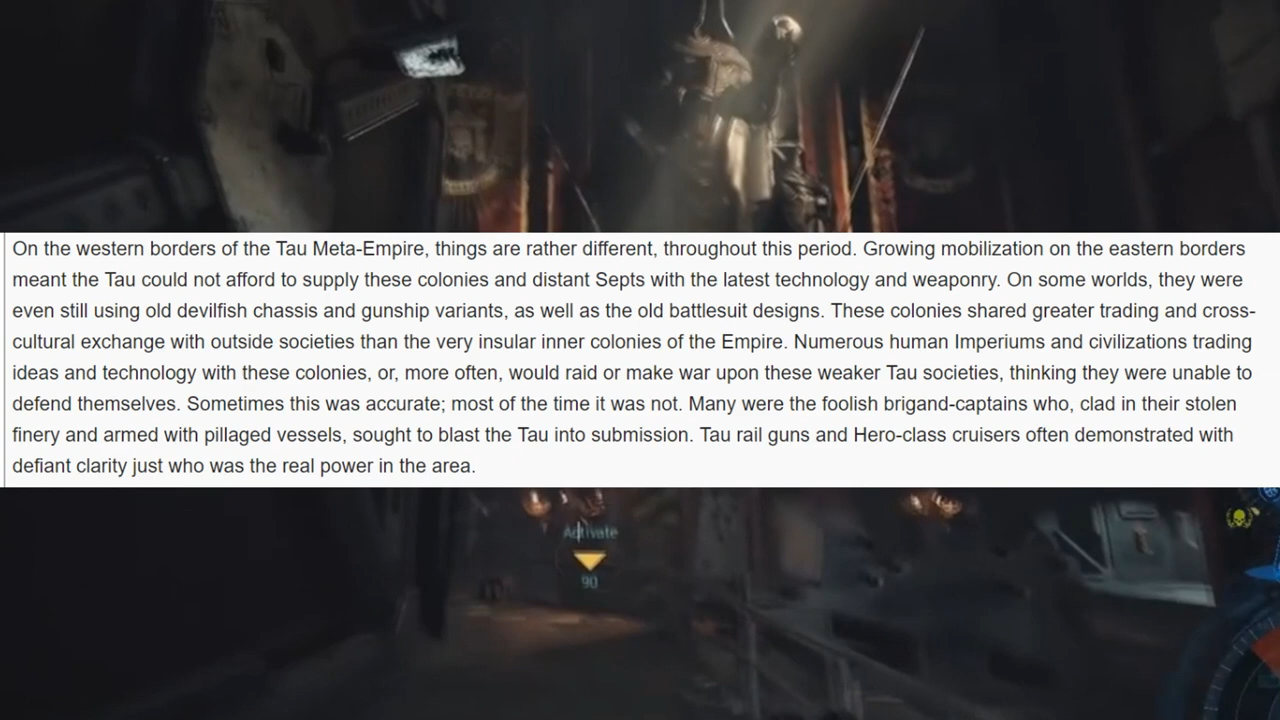 On the western borders of the Tau Meta-Empire, things are rather different, throughout this period. Growing mobilization on the eastern borders
meant the Tau could not afford to supply these colonies and distant Septs with the latest technology and weaponry. On some worlds, they were
even still using old devilfish chassis and gunship variants, as well as the old battlesuit designs. These colonies shared greater trading and cross-
cultural exchange with outside societies than the very insular inner colonies of the Empire. Numerous human Imperiums and civilizations trading
ideas and technology with these colonies, or, more often, would raid or make war upon these weaker Tau societies, thinking they were unable to
defend themselves. Sometimes this was accurate; most of the time it was not. Many were the foolish brigand-captains who, clad in their stolen
finery and armed with pillaged vessels, sought to blast the Tau into submission. Tau rail guns and Hero-class cruisers often demonstrated with
defiant clarity just who was the real power in the area.
Activate
90